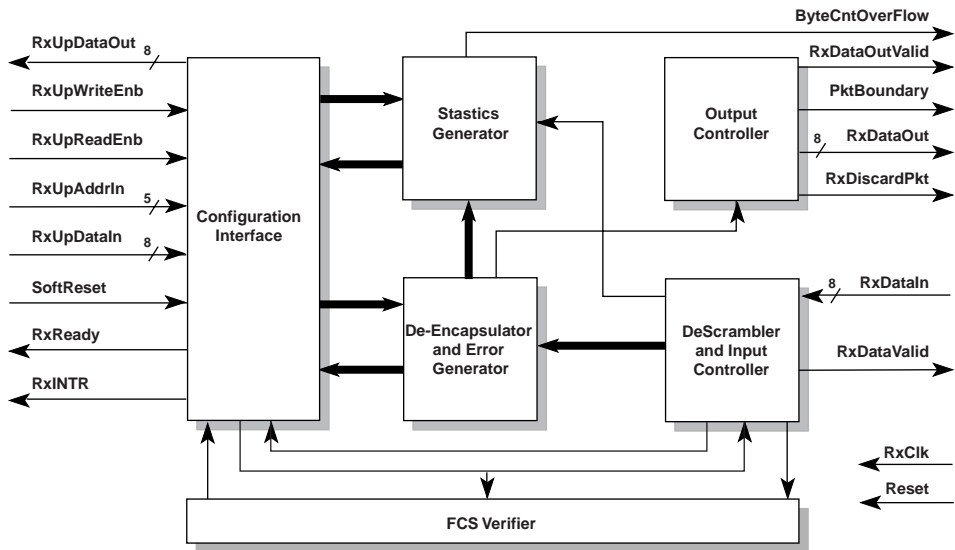 ByteCntOverFlow
RxUpDataOut
8
RxDataOutValid
RxUpWriteEnb
PktBoundary
Stastics
Generator
Output
Controller
RxUpReadEnb
8
RxDataOut
RxUpAddrIn
5
RxDiscardPkt
Configuration
Interface
RxUpDataIn
8
SoftReset
8
RxDataIn
De-Encapsulator
and Error
Generator
DeScrambler
and Input
Controller
RxReady
RxDataValid
RxINTR
RxClk
Reset
FCS Verifier